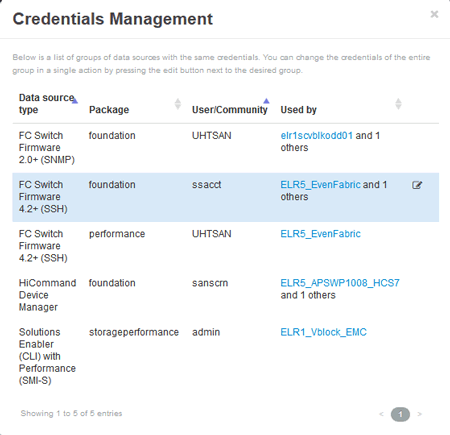 Credentials Management
Below is a list of groups of data sources with the same credentials. You can change the credentials of the entire
group in a single action by pressing the edit button next to the desired group.
Data source type Package User/Community Used by
FC Switch Firmware 2.0+ (SNMP) foundation UHTSAN elr1scvblkodd01 and 1 others
FC Switch Firmware 4.2+ (SSH) foundation ssacct ELR5_EvenFabric and 1 others
FC Switch Firmware 4.2+ (SSH) performance UHTSAN ELR5_EvenFabric
HiCommand Device Manager foundation sanscrn ELR5_APSWP1008_HCS7 and 1 others
Solutions Enabler (CLI) with Performance (SMI-S) storageperformance admin ELR1_Vblock_EMC
Showing 1 to 5 of 5 entries < 1 >